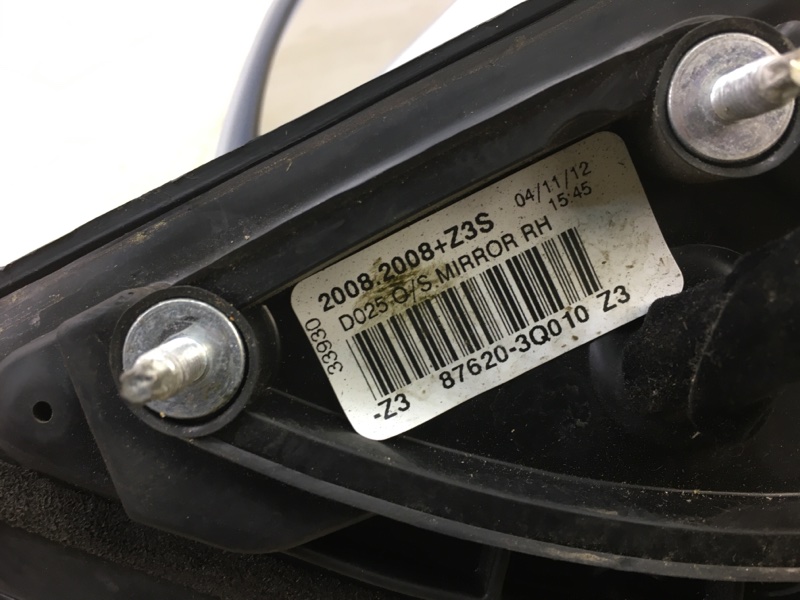 04/11/12
15:45
2008 2008+Z3S
D025 O/S MIRROR RH
33930
-Z3 87620-3Q010 Z3